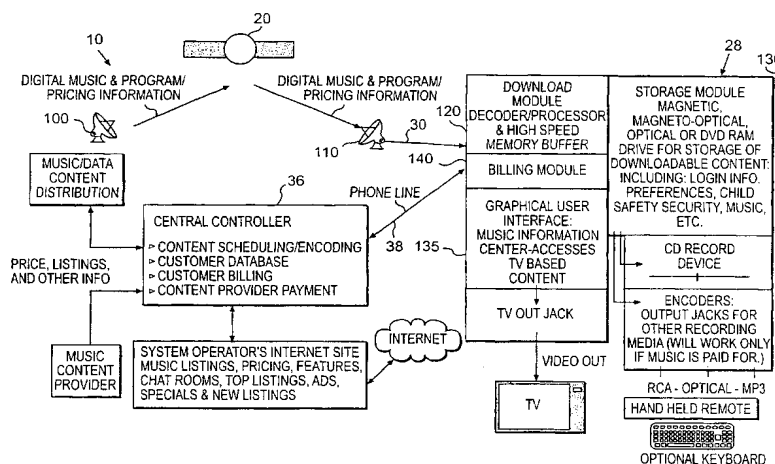 10
20
DIGITAL MUSIC & PROGRAM/
PRICING INFORMATION
DIGITAL MUSIC & PROGRAM/
PRICING INFORMATION
100
110
30
MUSIC/DATA
CONTENT
DISTRIBUTION
36
CENTRAL CONTROLLER
▹ CONTENT SCHEDULING/ENCODING
▹ CUSTOMER DATABASE
▹ CUSTOMER BILLING
▹ CONTENT PROVIDER PAYMENT
PHONE LINE
38
PRICE, LISTINGS,
AND OTHER INFO
MUSIC
CONTENT
PROVIDER
SYSTEM OPERATOR'S INTERNET SITE
MUSIC LISTINGS, PRICING, FEATURES,
CHAT ROOMS, TOP LISTINGS, ADS,
SPECIALS & NEW LISTINGS
INTERNET
28
130
120
DOWNLOAD
MODULE
DECODER/PROCESSOR
& HIGH SPEED
MEMORY BUFFER
140
BILLING MODULE
135
GRAPHICAL USER
INTERFACE:
MUSIC INFORMATION
CENTER-ACCESSES
TV BASED
CONTENT
TV OUT JACK
VIDEO OUT
TV
STORAGE MODULE
MAGNETIC,
MAGNETO-OPTICAL,
OPTICAL OR DVD RAM
DRIVE FOR STORAGE OF
DOWNLOADABLE CONTENT:
INCLUDING: LOGIN INFO.
PREFERENCES, CHILD
SAFETY SECURITY, MUSIC,
ETC.
CD RECORD
DEVICE
ENCODERS:
OUTPUT JACKS FOR
OTHER RECORDING
MEDIA (WILL WORK ONLY
IF MUSIC IS PAID FOR.)
RCA - OPTICAL - MP3
HAND HELD REMOTE
OPTIONAL KEYBOARD